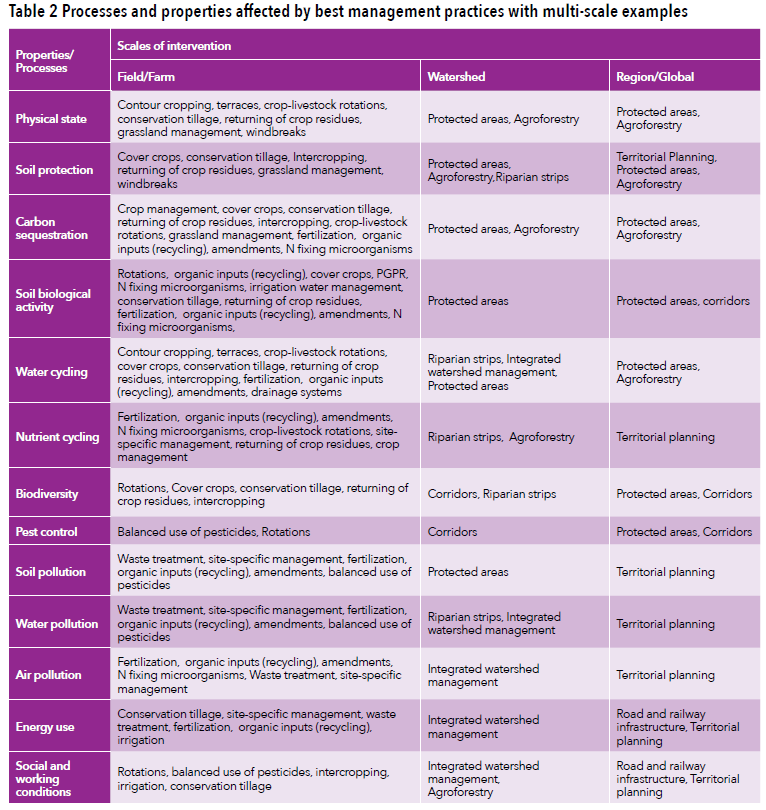 Table 2 Processes and properties affected by best management practices with multi-scale examples
Properties/
Processes
Scales of intervention
Field/Farm
Watershed
Region/Global
Physical state
Contour cropping, terraces, crop-livestock rotations,
conservation tillage, returning of crop residues,
grassland management, windbreaks
Protected areas, Agroforestry
Protected areas,
Agroforestry
Soil protection
Cover crops, conservation tillage, Intercropping,
returning of crop residues, grassland management,
windbreaks
Protected areas,
Agroforestry,Riparian strips
Territorial Planning,
Protected areas,
Agroforestry
Carbon
sequestration
Crop management, cover crops, conservation tillage,
returning of crop residues, intercropping, crop-livestock
rotations, grassland management, fertilization, organic
inputs (recycling), amendments, N fixing microorganisms
Protected areas, Agroforestry
Protected areas,
Agroforestry
Soil biological
activity
Rotations, organic inputs (recycling), cover crops, PGPR,
N fixing microorganisms, irrigation water management,
conservation tillage, returning of crop residues,
fertilization, organic inputs (recycling), amendments, N
fixing microorganisms,
Protected areas
Protected areas, corridors
Water cycling
Contour cropping, terraces, crop-livestock rotations,
cover crops, conservation tillage, returning of crop
residues, intercropping, fertilization, organic inputs
(recycling), amendments, drainage systems
Riparian strips, Integrated
watershed management,
Protected areas
Protected areas,
Agroforestry
Nutrient cycling
Fertilization, organic inputs (recycling), amendments,
N fixing microorganisms, crop-livestock rotations, site-
specific management, returning of crop residues, crop
management
Riparian strips, Agroforestry
Territorial planning
Biodiversity
Rotations, Cover crops, conservation tillage, returning of
crop residues, intercropping
Corridors, Riparian strips
Protected areas, Corridors
Pest control
Balanced use of pesticides, Rotations
Corridors
Protected areas, Corridors
Soil pollution
Waste treatment, site-specific management, fertilization,
organic inputs (recycling), amendments, balanced use of
pesticides
Protected areas
Territorial planning
Water pollution
Waste treatment, site-specific management, fertilization,
organic inputs (recycling), amendments, balanced use of
pesticides
Riparian strips, Integrated
watershed management
Territorial planning
Air pollution
Fertilization, organic inputs (recycling), amendments,
N fixing microorganisms, Waste treatment, site-specific
management
Integrated watershed
management
Territorial planning
Energy use
Conservation tillage, site-specific management, waste
treatment, fertilization, organic inputs (recycling),
irrigation
Integrated watershed
management
Road and railway
infrastructure, Territorial
planning
Social and
working
conditions
Rotations, balanced use of pesticides, intercropping,
irrigation, conservation tillage
Integrated watershed
management,
Agroforestry
Road and railway
infrastructure, Territorial
planning